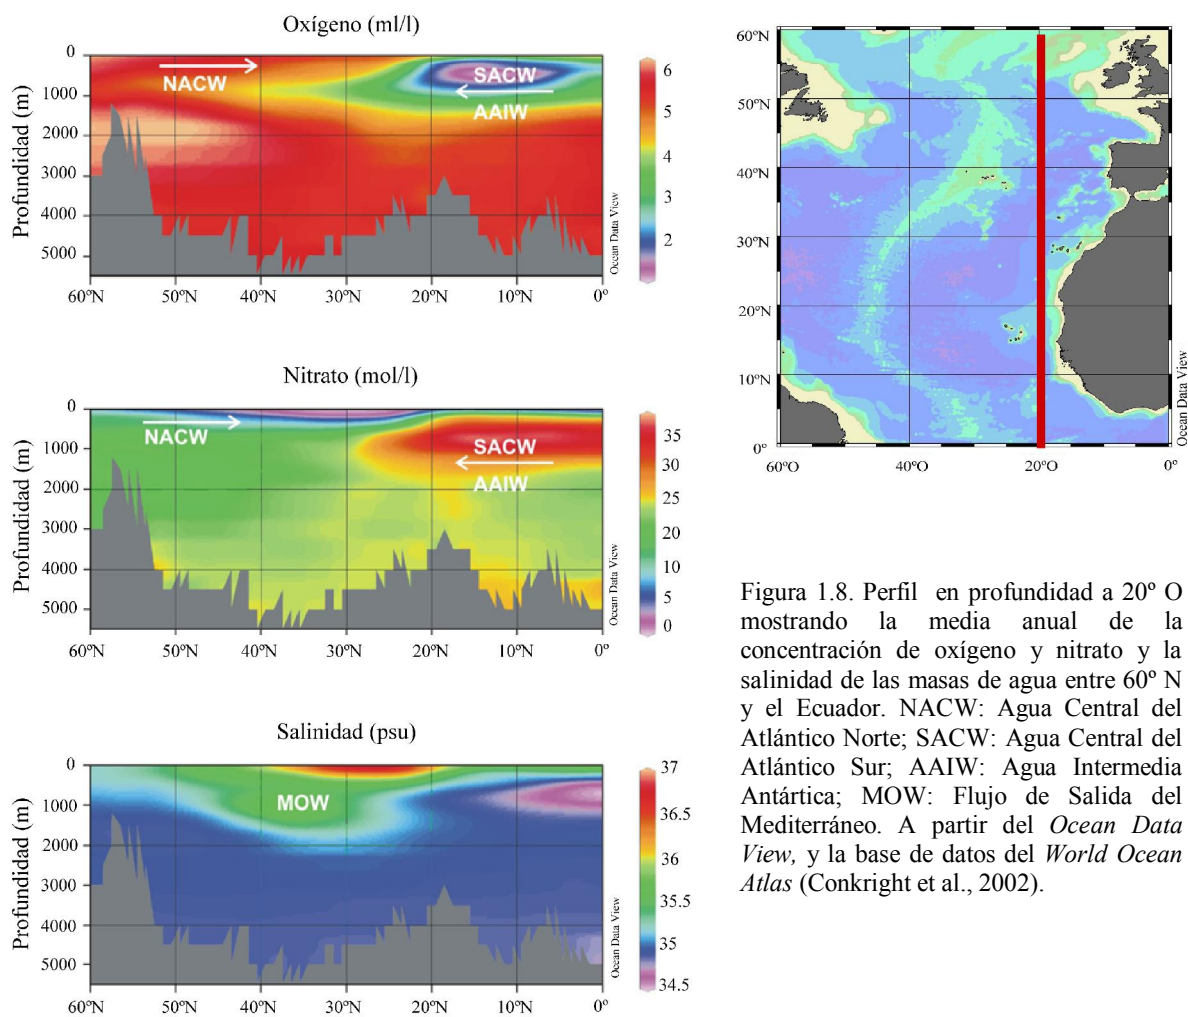 Oxígeno (ml/l)
Profundidad (m)
0
1000
2000
3000
4000
5000
NACW
SACW
AAIW
60ºN
50ºN
40ºN
30ºN
20ºN
10ºN
0º
6
5
4
3
2
Ocean Data View
Nitrato (mol/l)
Profundidad (m)
0
1000
2000
3000
4000
5000
NACW
SACW
AAIW
60ºN
50ºN
40ºN
30ºN
20ºN
10ºN
0º
35
30
25
20
10
5
0
Ocean Data View
Salinidad (psu)
Profundidad (m)
0
1000
2000
3000
4000
5000
MOW
60ºN
50ºN
40ºN
30ºN
20ºN
10ºN
0º
37
36.5
36
35.5
35
34.5
Ocean Data View
60ºN
50ºN
40ºN
30ºN
20ºN
10ºN
0º
60ºO
40ºO
20ºO
0º
Ocean Data View
Figura 1.8. Perfil en profundidad a 20º O
mostrando la media anual de la
concentración de oxígeno y nitrato y la
salinidad de las masas de agua entre 60º N
y el Ecuador. NACW: Agua Central del
Atlántico Norte; SACW: Agua Central del
Atlántico Sur; AAIW: Agua Intermedia
Antártica; MOW: Flujo de Salida del
Mediterráneo. A partir del Ocean Data
View, y la base de datos del World Ocean
Atlas (Conkright et al., 2002).